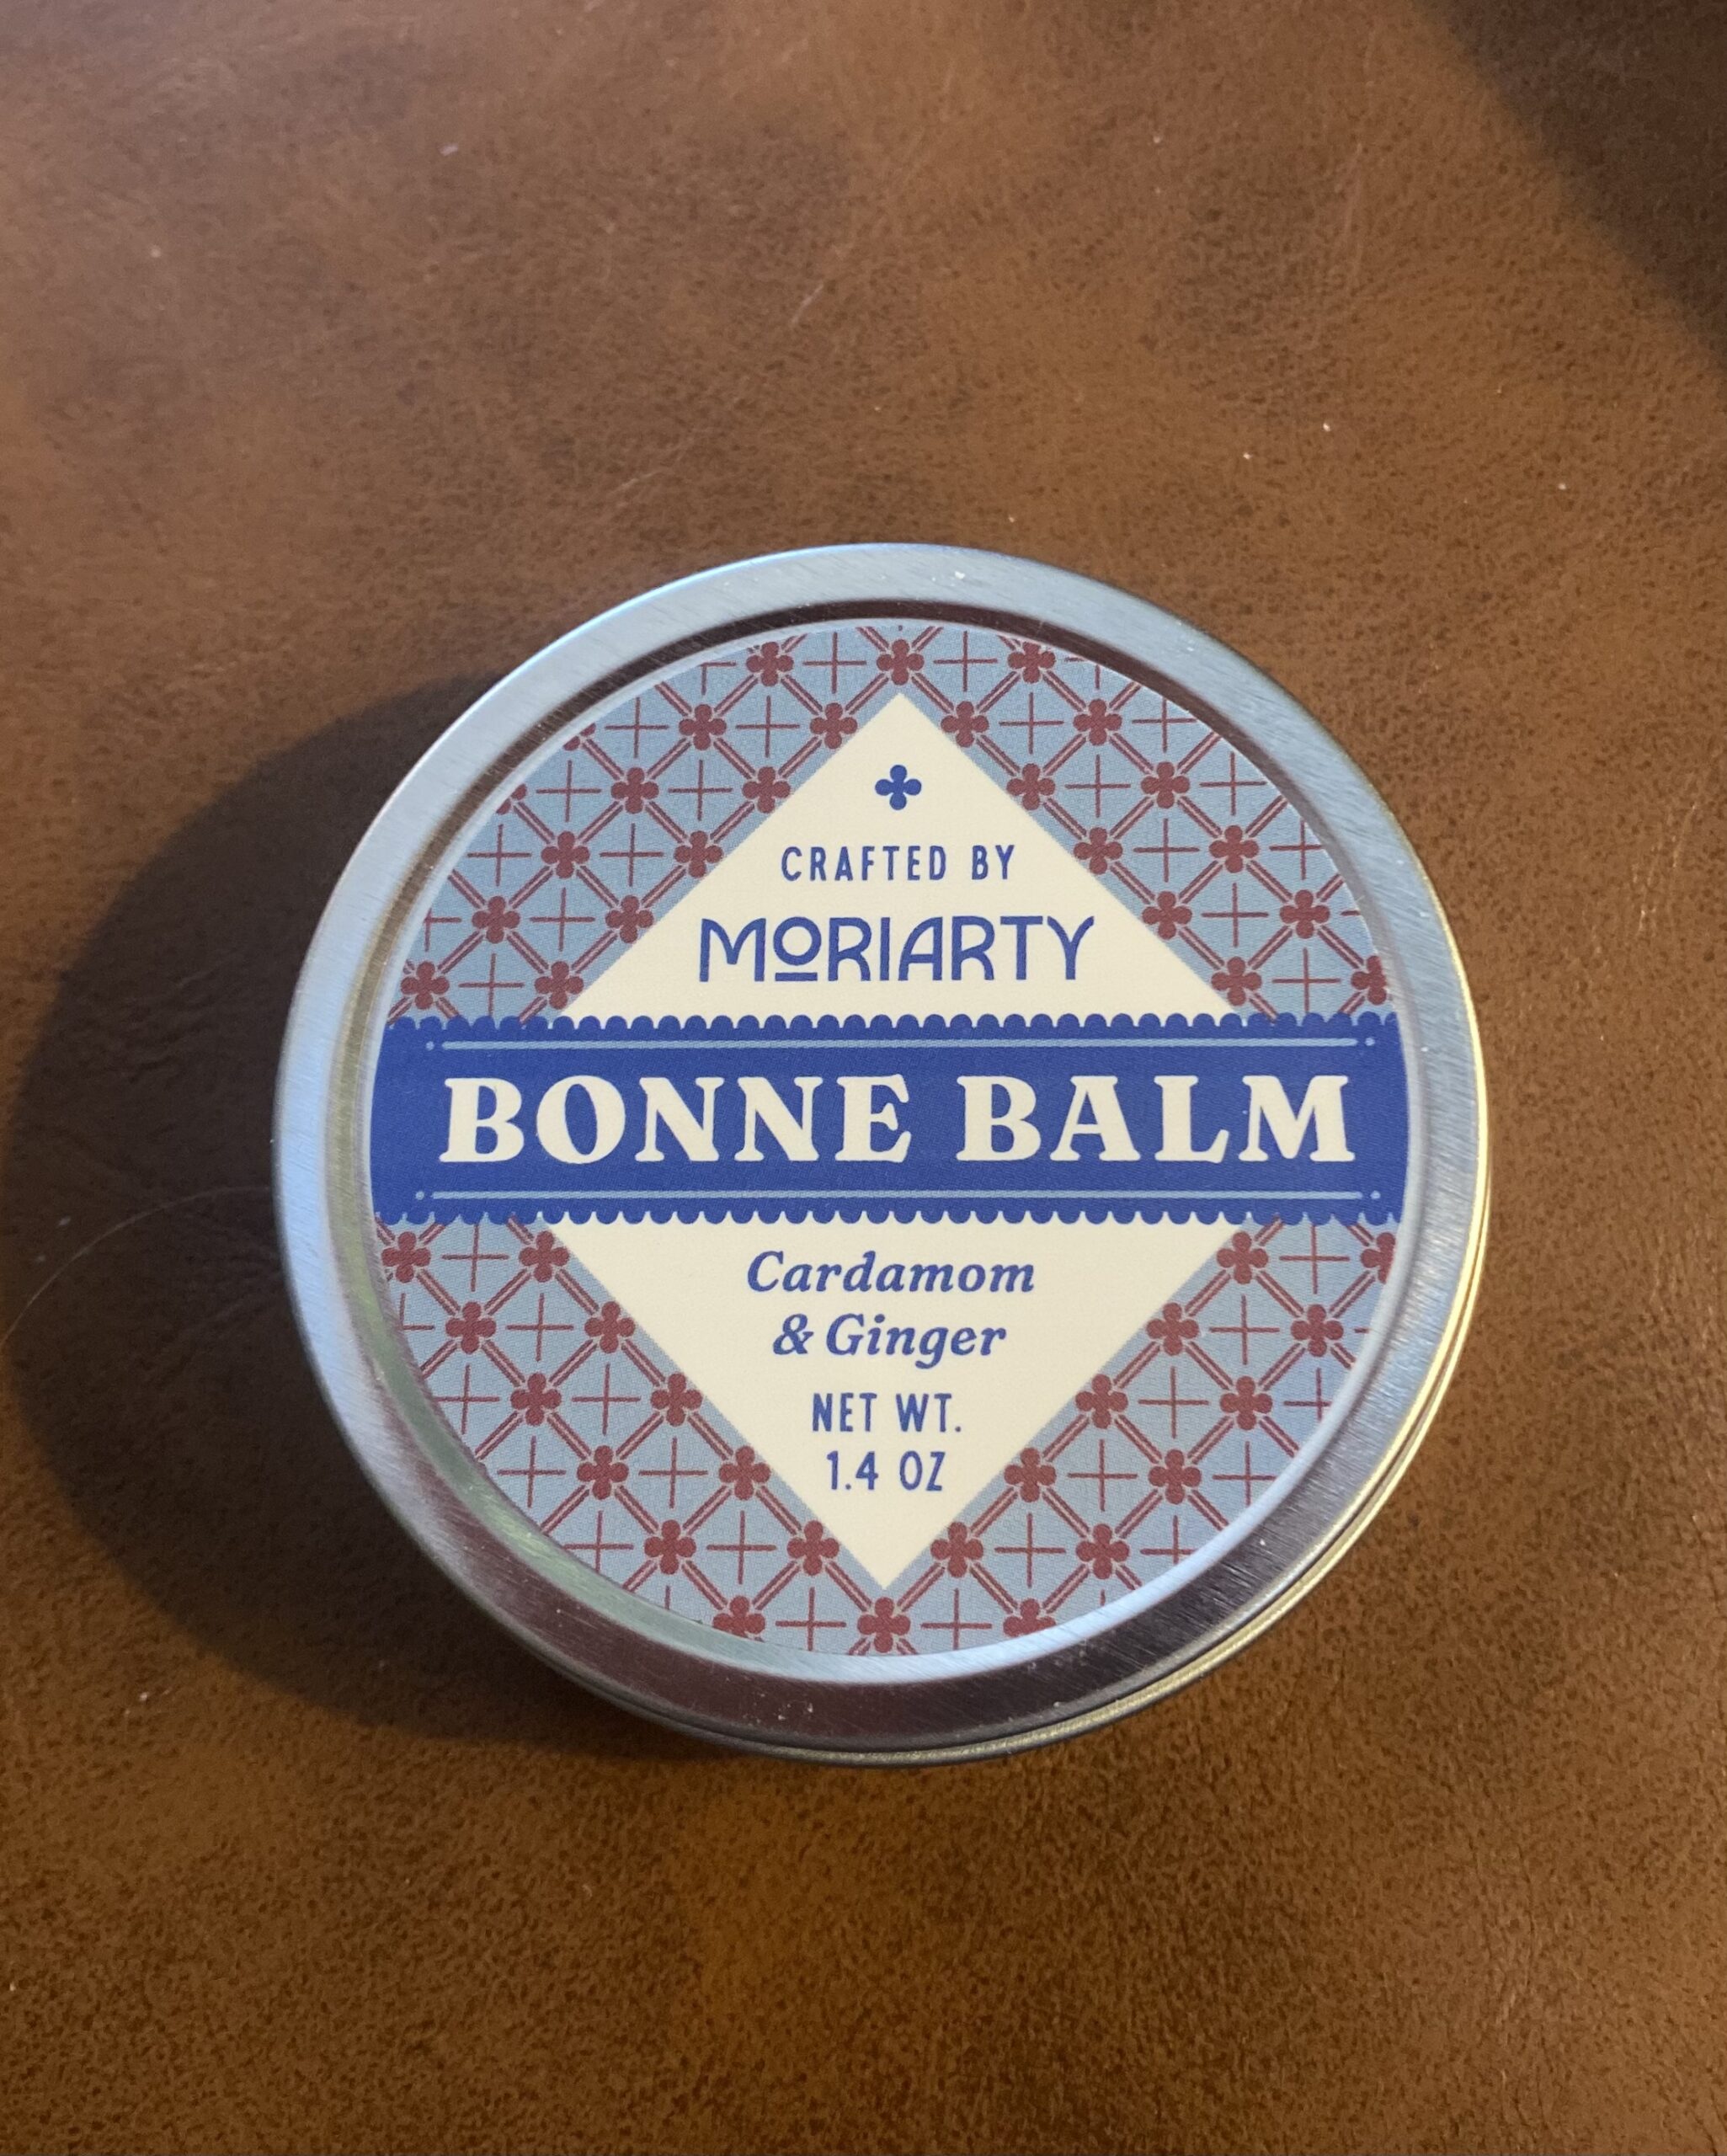 CRAFTED BY
MORIARTY
BONNE BALM
Cardamom
& Ginger
NET WT.
1.4 OZ